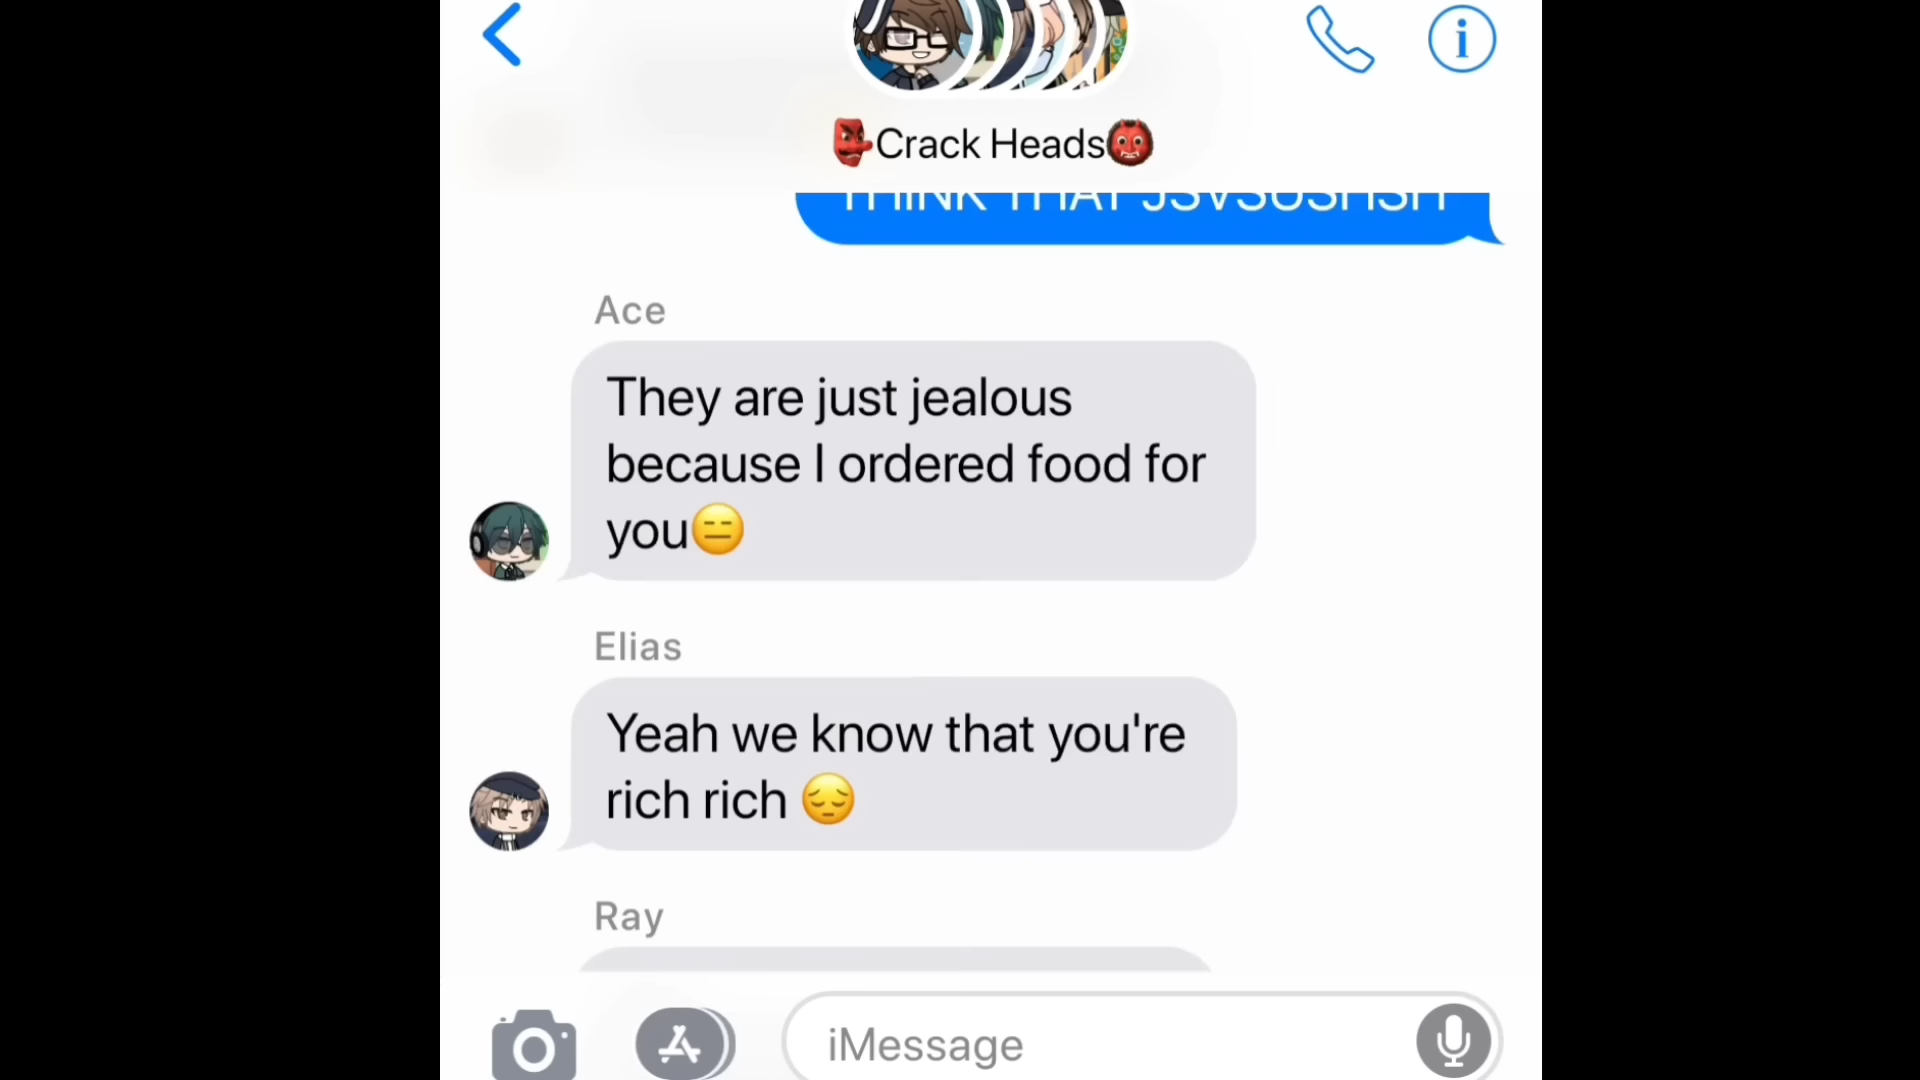 👺Crack Heads👹
THINK THAT JSVSUSHSH
Ace
They are just jealous
because I ordered food for
you😑
Elias
Yeah we know that you're
rich rich 😔
Ray
iMessage